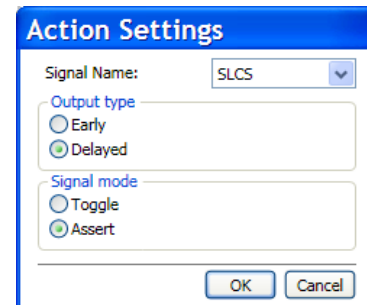 Action Settings
Signal Name: SLCS
Output type
Early
Delayed
Signal mode
Toggle
Assert
OK Cancel